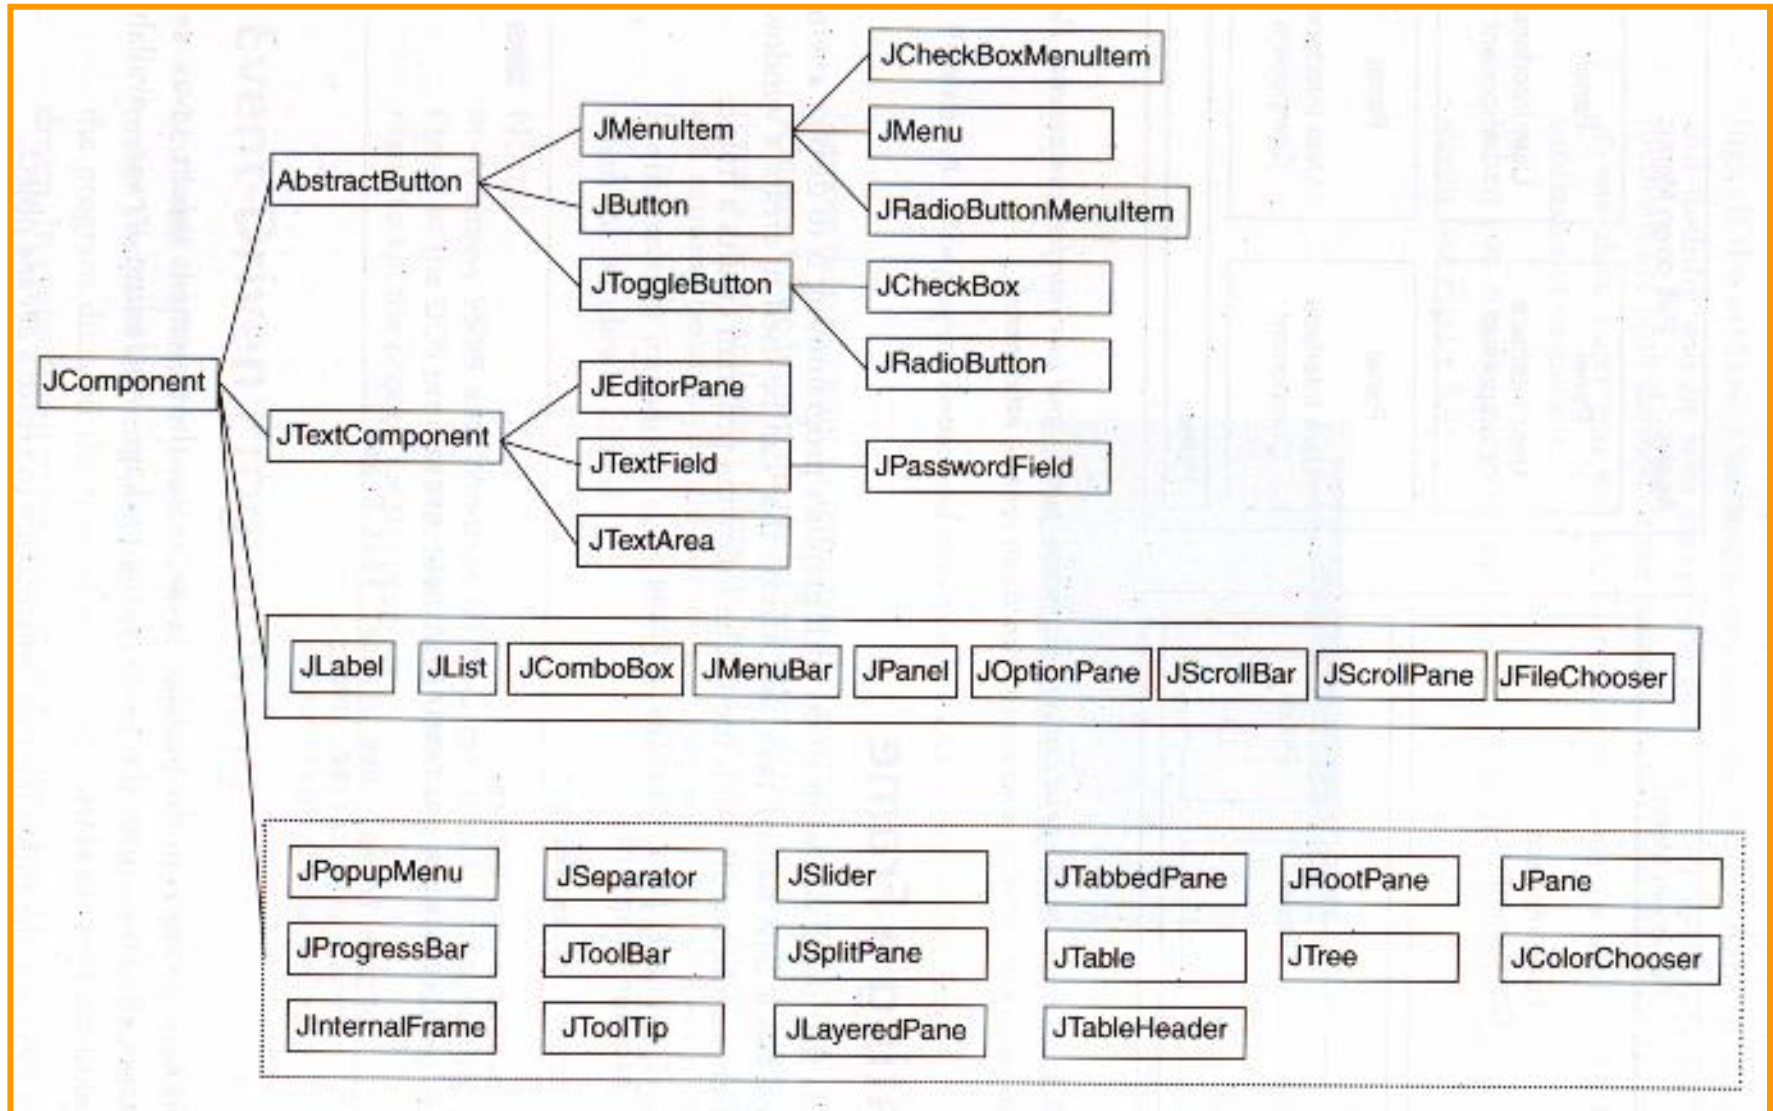 JCheckBoxMenuItem
JMenuItem
JMenu
AbstractButton
JButton
JRadioButtonMenuItem
JToggleButton
JCheckBox
JRadioButton
JComponent
JEditorPane
JTextComponent
JTextField
JPasswordField
JTextArea
JLabel JList JComboBox JMenuBar JPanel JOptionPane JScrollBar JScrollPane JFileChooser
JPopupMenu JSeparator JSlider JTabbedPane JRootPane JPane
JProgressBar JToolBar JSplitPane JTable JTree JColorChooser
JInternalFrame JToolTip JLayeredPane JTableHeader